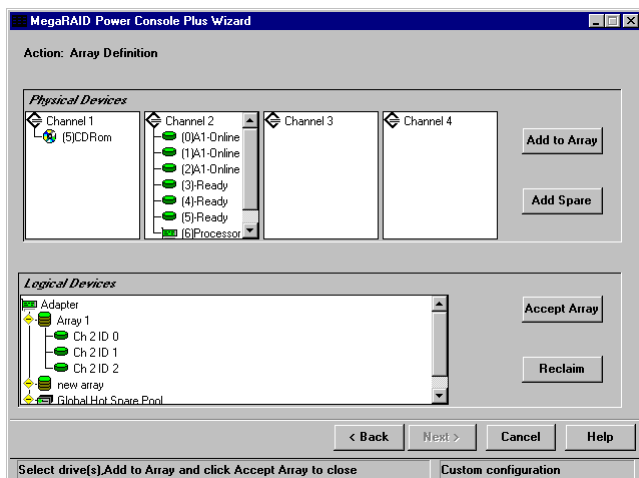 MegaRAID Power Console Plus Wizard
Action: Array Definition
Physical Devices
Channel 1
(5)CDRom
Channel 2
(0)A1-Online
(1)A1-Online
(2)A1-Online
(3)-Ready
(4)-Ready
(5)-Ready
(6)Processor
Channel 3
Channel 4
Add to Array
Add Spare
Logical Devices
Adapter
Array 1
Ch 2 ID 0
Ch 2 ID 1
Ch 2 ID 2
new array
Global Hot Spare Pool
Accept Array
Reclaim
< Back
Next >
Cancel
Help
Select drive(s),Add to Array and click Accept Array to close
Custom configuration